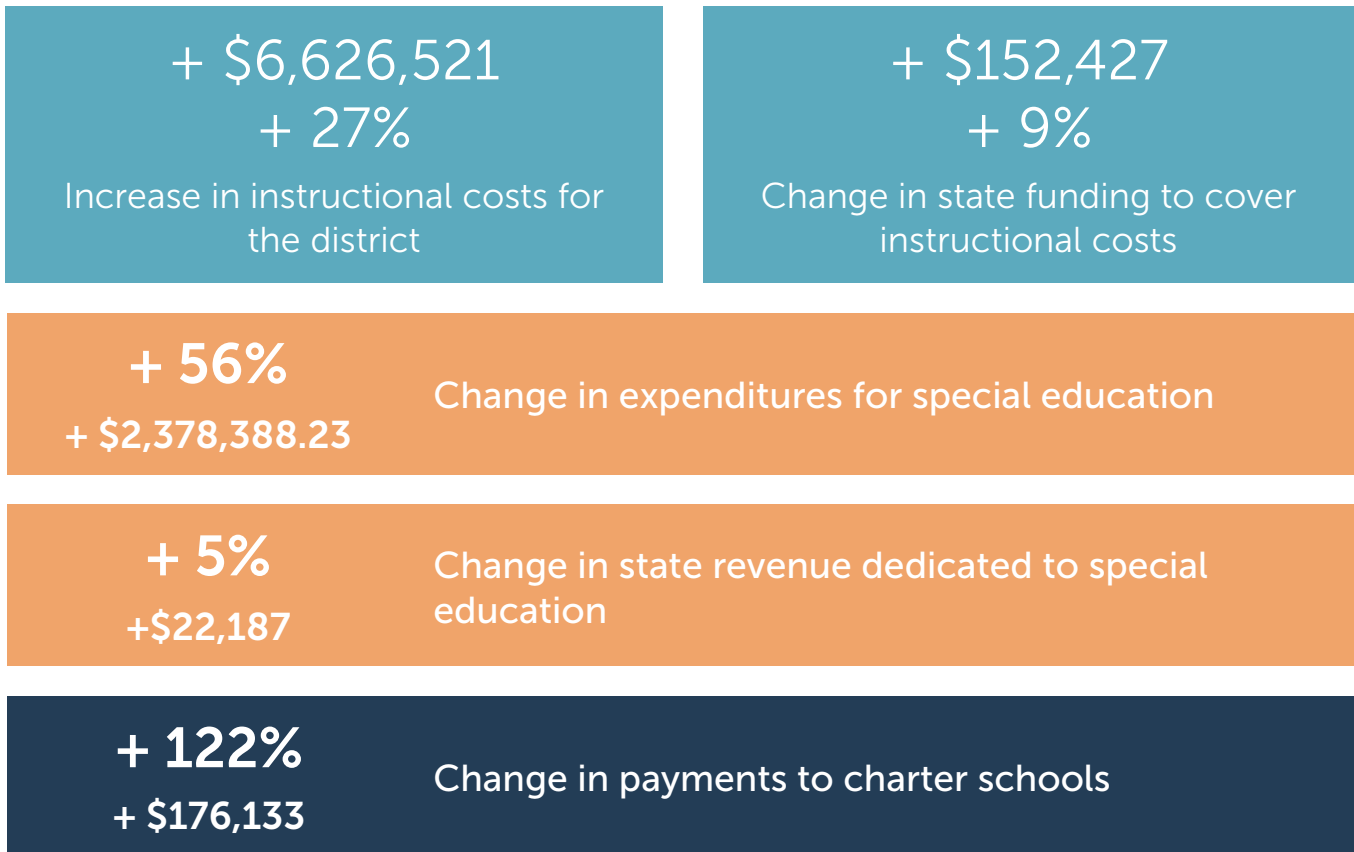 + $6,626,521
+ 27%
Increase in instructional costs for
the district
+ $152,427
+ 9%
Change in state funding to cover
instructional costs
+ 56%
+ $2,378,388.23
Change in expenditures for special education
+ 5%
+$22,187
Change in state revenue dedicated to special
education
+ 122%
+ $176,133
Change in payments to charter schools